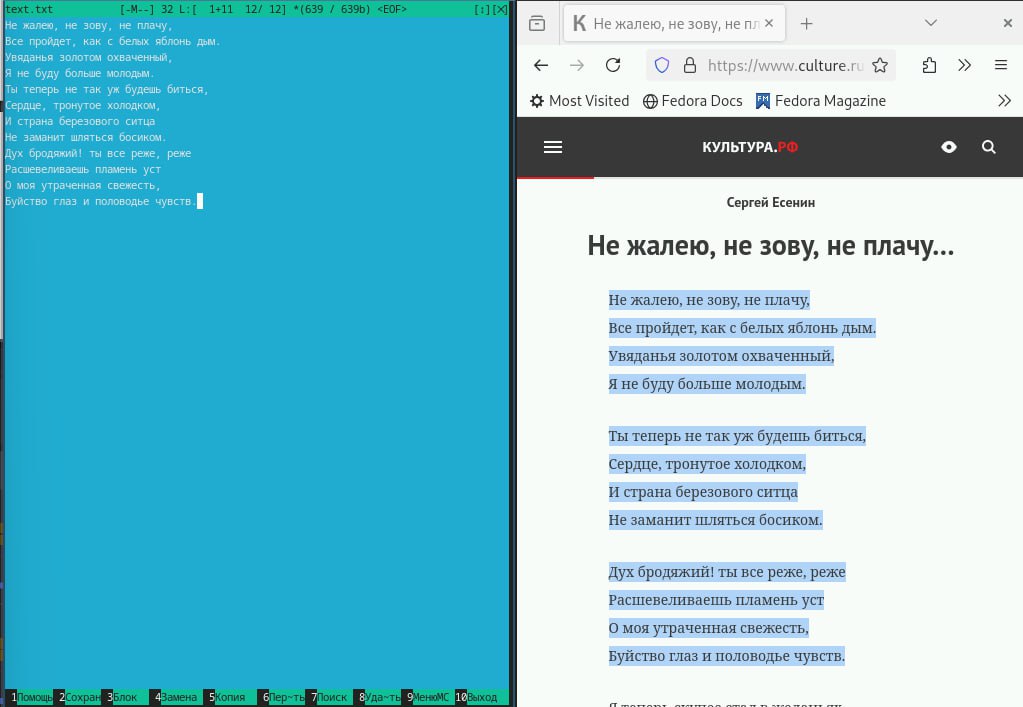 text.txt [-M--] 32 L:[ 1+11 12/ 12] *(639 / 639b) <EOF> [↕][X]
Не жалею, не зову, не плачу,
Все пройдет, как с белых яблонь дым.
Увяданья золотом охваченный,
Я не буду больше молодым.
Ты теперь не так уж будешь биться,
Сердце, тронутое холодком,
И страна березового ситца
Не заманит шляться босиком.
Дух бродяжий! ты все реже, реже
Расшевеливаешь пламень уст
О моя утраченная свежесть,
Буйство глаз и половодье чувств.
1Помощь 2Сохран 3Блок 4Замена 5Копия 6Пер~ть 7Поиск 8Уда~ть 9МенюMC 10Выход
Не жалею, не зову, не пл
https://www.culture.ru
Most Visited Fedora Docs Fedora Magazine
КУЛЬТУРА.РФ
Сергей Есенин
Не жалею, не зову, не плачу...
Не жалею, не зову, не плачу,
Все пройдет, как с белых яблонь дым.
Увяданья золотом охваченный,
Я не буду больше молодым.
Ты теперь не так уж будешь биться,
Сердце, тронутое холодком,
И страна березового ситца
Не заманит шляться босиком.
Дух бродяжий! ты все реже, реже
Расшевеливаешь пламень уст
О моя утраченная свежесть,
Буйство глаз и половодье чувств.